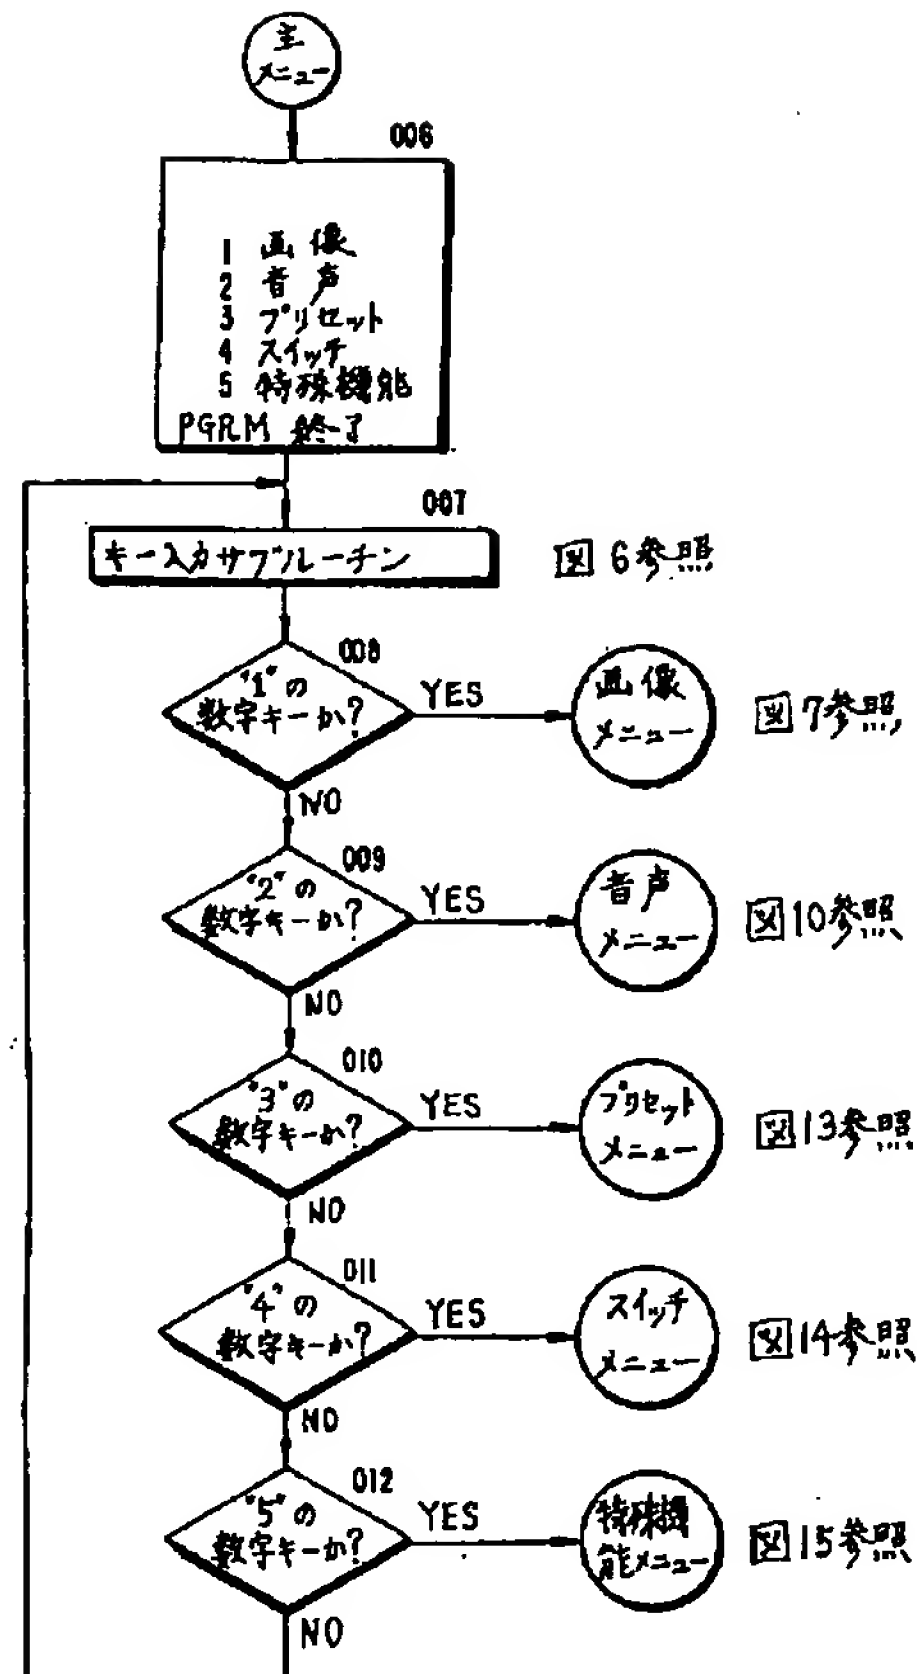 主
メニュー
006
1 画像
2 音声
3 プリセット
4 スイッチ
5 特殊機能
PGRM 終了
007
キー入力サブルーチン
図6参照
008
"1"の
数字キーか?
YES
画像
メニュー
図7参照
NO
009
"2"の
数字キーか?
YES
音声
メニュー
図10参照
NO
010
"3"の
数字キーか?
YES
プリセット
メニュー
図13参照
NO
011
"4"の
数字キーか?
YES
スイッチ
メニュー
図14参照
NO
012
"5"の
数字キーか?
YES
特殊機
能メニュー
図15参照
NO